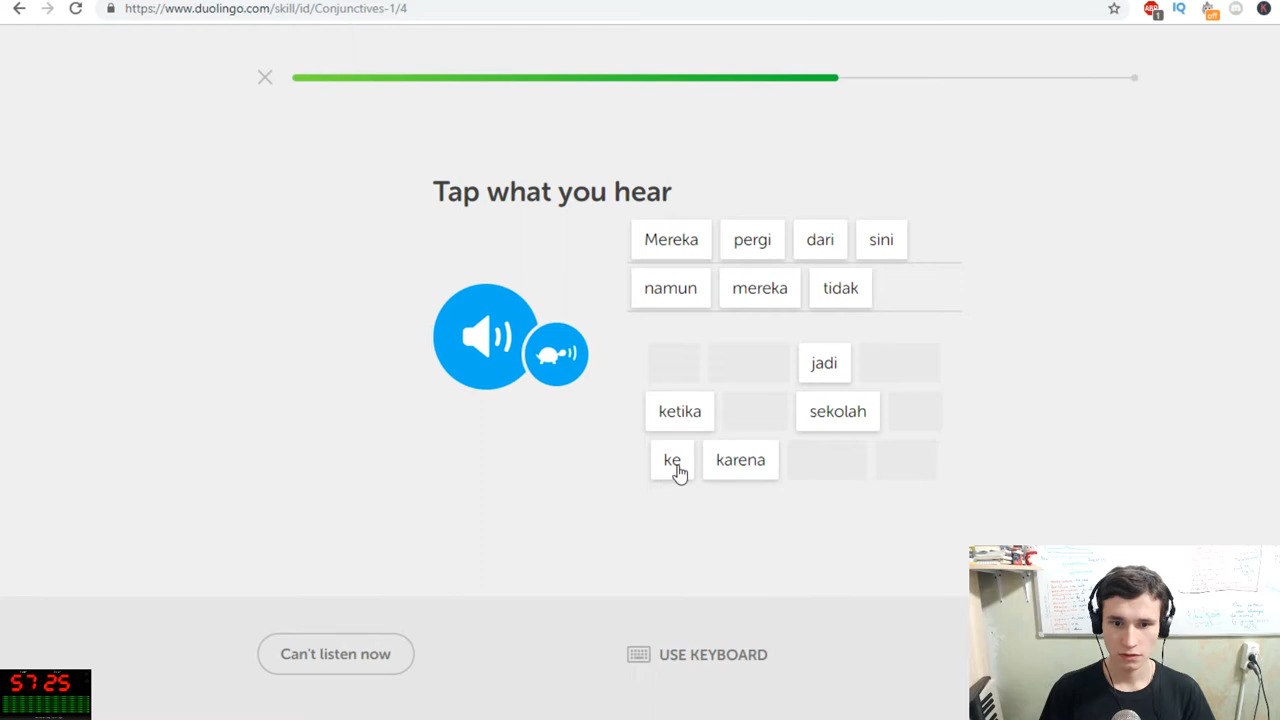 https://www.duolingo.com/skill/id/Conjunctives-1/4
Tap what you hear
Mereka pergi dari sini
namun mereka tidak
jadi
ketika sekolah
ke karena
Can't listen now
USE KEYBOARD
57 25